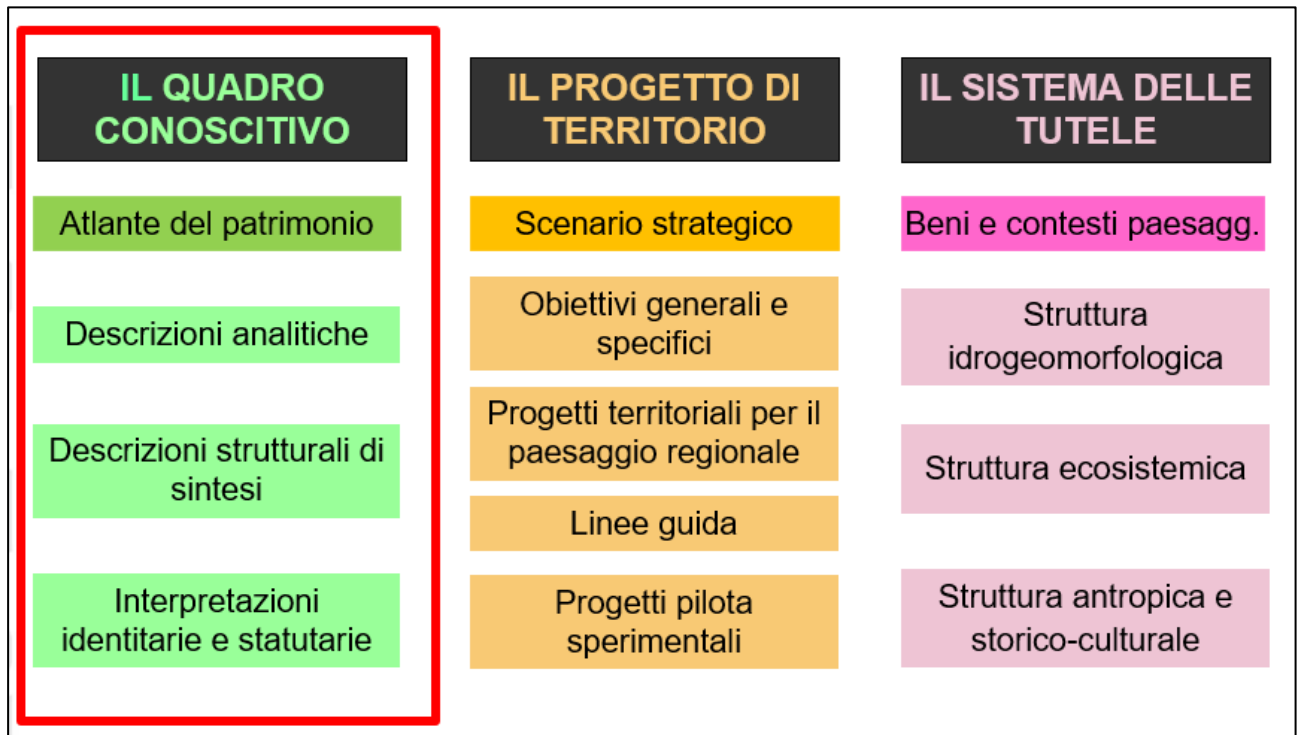 IL QUADRO
CONOSCITIVO
Atlante del patrimonio
Descrizioni analitiche
Descrizioni strutturali di
sintesi
Interpretazioni
identitarie e statutarie
IL PROGETTO DI
TERRITORIO
Scenario strategico
Obiettivi generali e
specifici
Progetti territoriali per il
paesaggio regionale
Linee guida
Progetti pilota
sperimentali
IL SISTEMA DELLE
TUTELE
Beni e contesti paesagg.
Struttura
idrogeomorfologica
Struttura ecosistemica
Struttura antropica e
storico-culturale